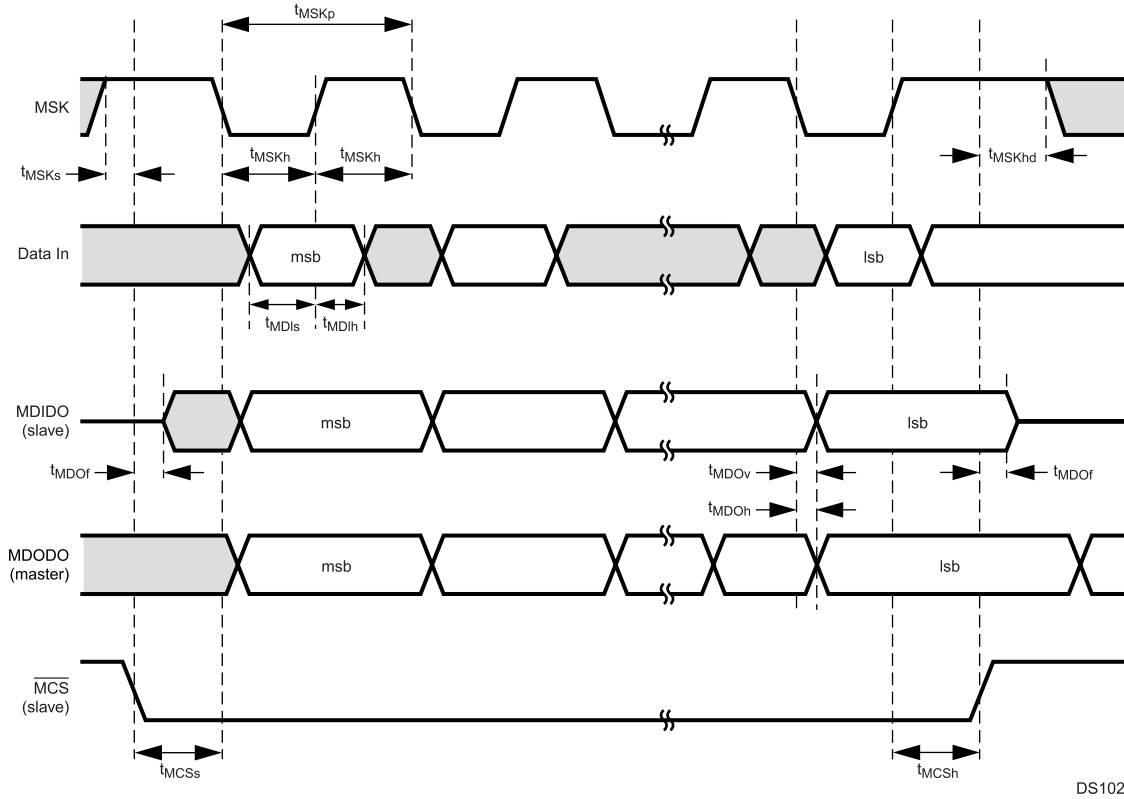 tMSKp
MSK
tMSKs
tMSKh
tMSKh
tMSKhd
Data In
msb
lsb
tMDIs
tMDIh
MDIDO
(slave)
msb
lsb
tMDOf
tMDOv
tMDOf
tMDOh
MDODO
(master)
msb
lsb
MCS
(slave)
tMCSs
tMCSh
DS102